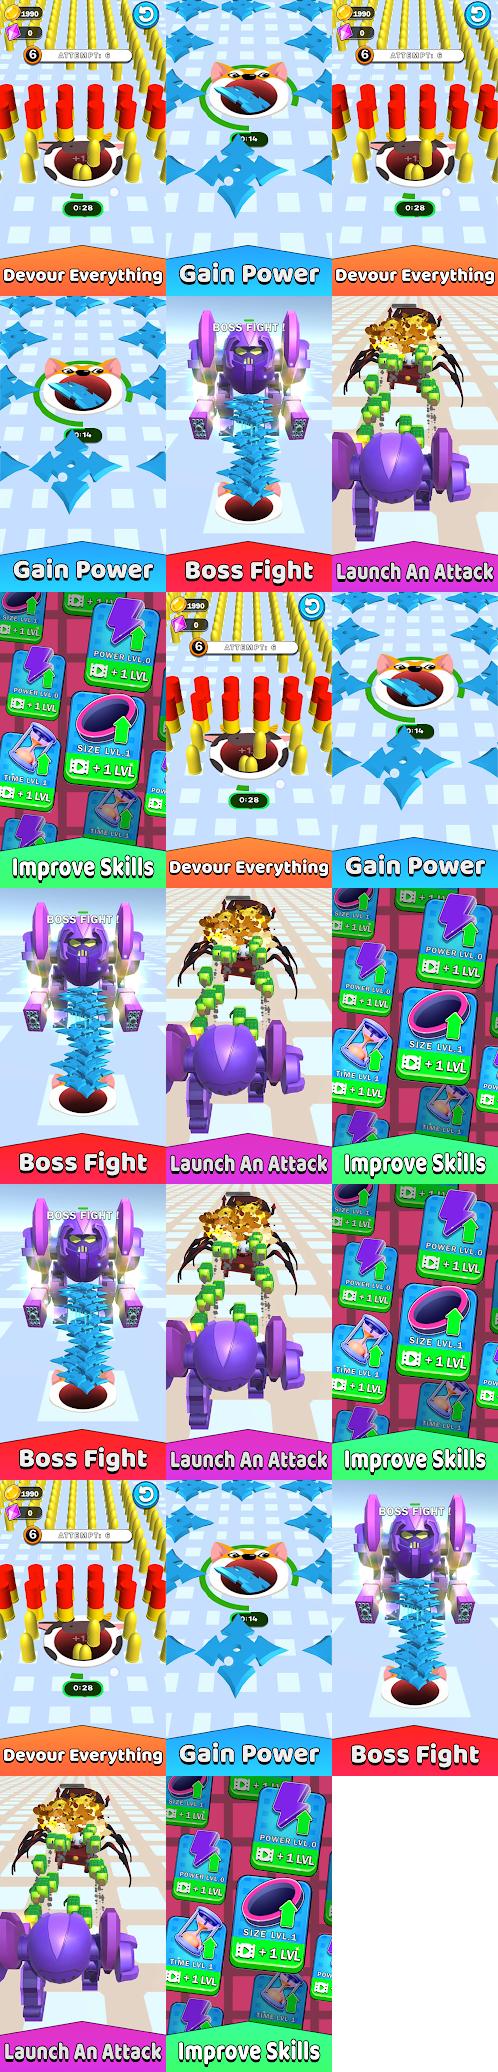 1990
0
6 ATTEMPT: 6
+1
0:28
Devour Everything
0:14
Gain Power
1990
0
6 ATTEMPT: 6
+1
0:28
Devour Everything
0:14
Gain Power
BOSS FIGHT !
Boss Fight
Launch An Attack
SIZE LVL.1
+ 1 LVL
POWER LVL.0
+ 1 LVL
POWER LVL.0
+ 1 LVL
SIZE LVL.1
+ 1 LVL
TIME LVL.1
+ 1 LVL
TIME LVL.1
Improve Skills
1990
0
6 ATTEMPT: 6
+1
0:28
Devour Everything
0:14
Gain Power
BOSS FIGHT !
Boss Fight
Launch An Attack
SIZE LVL.1
+ 1 LVL
POWER LVL.0
+ 1 LVL
POWER LVL.0
+ 1 LVL
SIZE LVL.1
+ 1 LVL
TIME LVL.1
+ 1 LVL
TIME LVL.1
Improve Skills
BOSS FIGHT !
Boss Fight
Launch An Attack
SIZE LVL.1
+ 1 LVL
POWER LVL.0
+ 1 LVL
POWER LVL.0
+ 1 LVL
SIZE LVL.1
+ 1 LVL
TIME LVL.1
+ 1 LVL
TIME LVL.1
Improve Skills
1990
0
6 ATTEMPT: 6
+1
0:28
Devour Everything
0:14
Gain Power
BOSS FIGHT !
Boss Fight
Launch An Attack
SIZE LVL.1
+ 1 LVL
POWER LVL.0
+ 1 LVL
POWER LVL.0
+ 1 LVL
SIZE LVL.1
+ 1 LVL
TIME LVL.1
+ 1 LVL
TIME LVL.1
Improve Skills